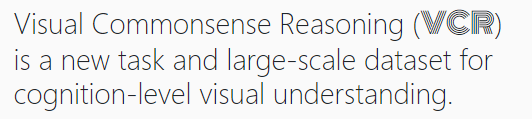 Visual Commonsense Reasoning (VCR)
is a new task and large-scale dataset for
cognition-level visual understanding.